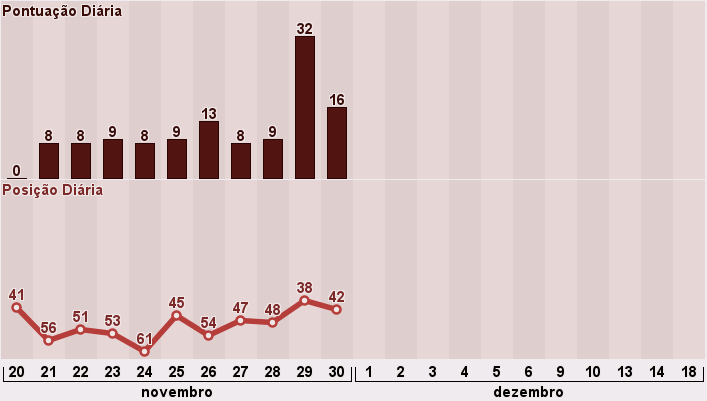 Pontuação Diária
32
16
13
8 8 9 8 9 8 9
0
Posição Diária
41 56 51 53 61 45 54 47 48 38 42
20 21 22 23 24 25 26 27 28 29 30 1 2 3 4 5 6 9 10 13 14 18
novembro dezembro